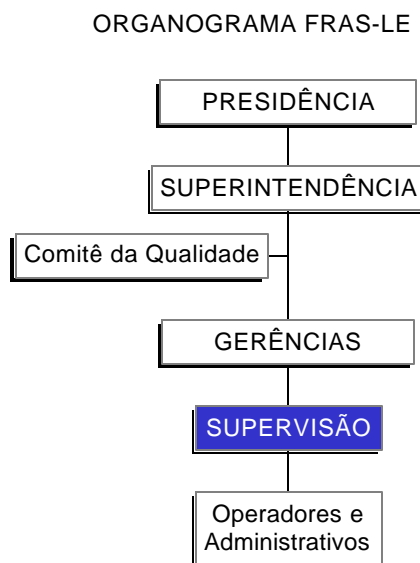 ORGANOGRAMA FRAS-LE
PRESIDÊNCIA
SUPERINTENDÊNCIA
Comitê da Qualidade
GERÊNCIAS
SUPERVISÃO
Operadores e
Administrativos